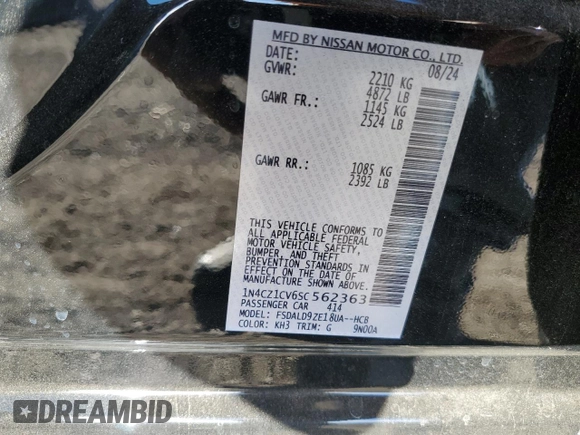 MFD BY NISSAN MOTOR CO., LTD.
DATE: 08/24
GVWR: 2210 KG
4872 LB
GAWR FR.: 1145 KG
2524 LB
GAWR RR.: 1085 KG
2392 LB
THIS VEHICLE CONFORMS TO
ALL APPLICABLE FEDERAL
MOTOR VEHICLE SAFETY,
BUMPER, AND THEFT
PREVENTION STANDARDS IN
EFFECT ON THE DATE OF
MANUFACTURE SHOWN ABOVE.
1N4CZ1CV6SC562363
PASSENGER CAR 414
MODEL: FSDALD9ZE18UA--HCB
COLOR: KH3 TRIM: G 9N00A
DREAMBID